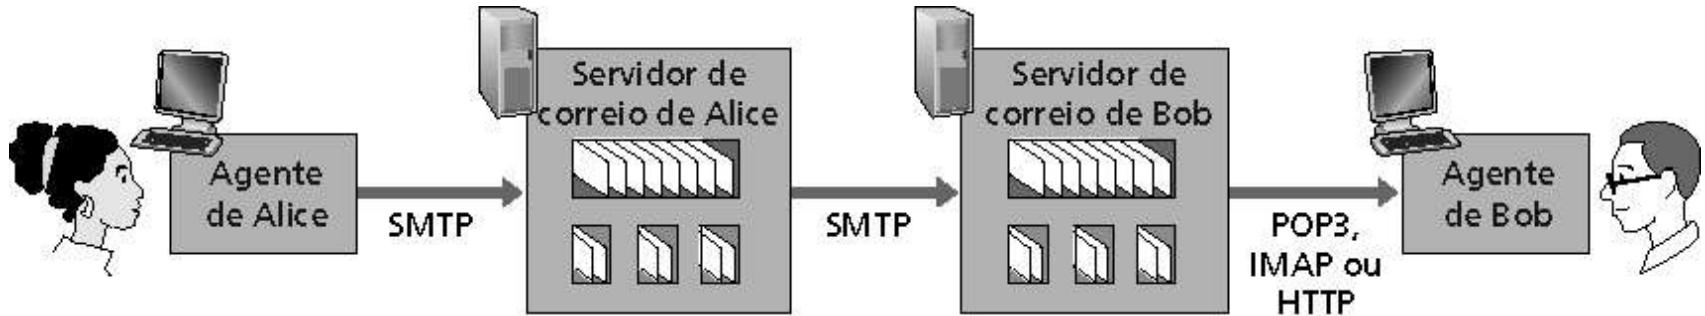 Agente
de Alice
SMTP
Servidor de
correio de Alice
SMTP
Servidor de
correio de Bob
POP3,
IMAP ou
HTTP
Agente
de Bob